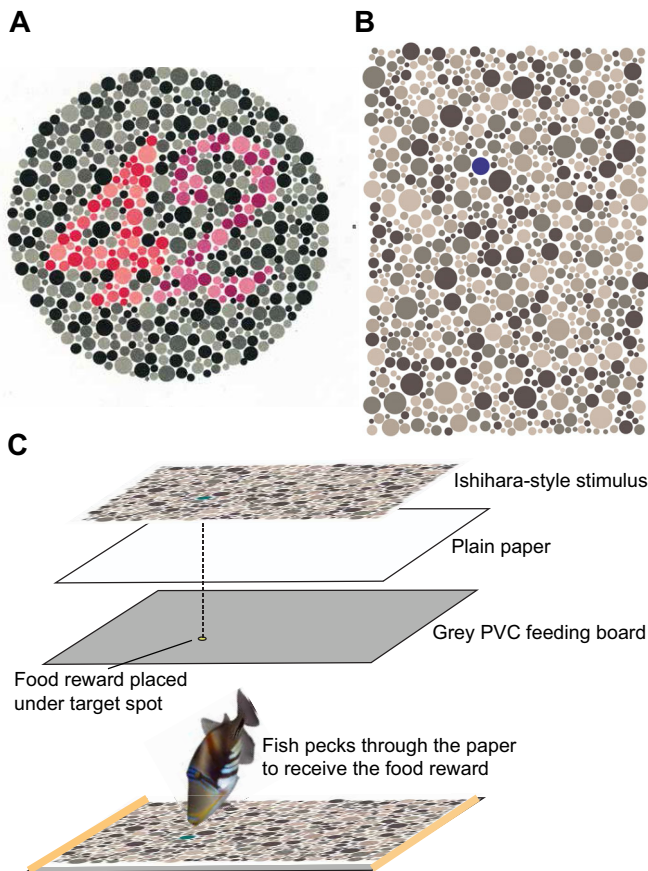 A
B
42
C
Ishihara-style stimulus
Plain paper
Grey PVC feeding board
Food reward placed
under target spot
Fish pecks through the paper
to receive the food reward